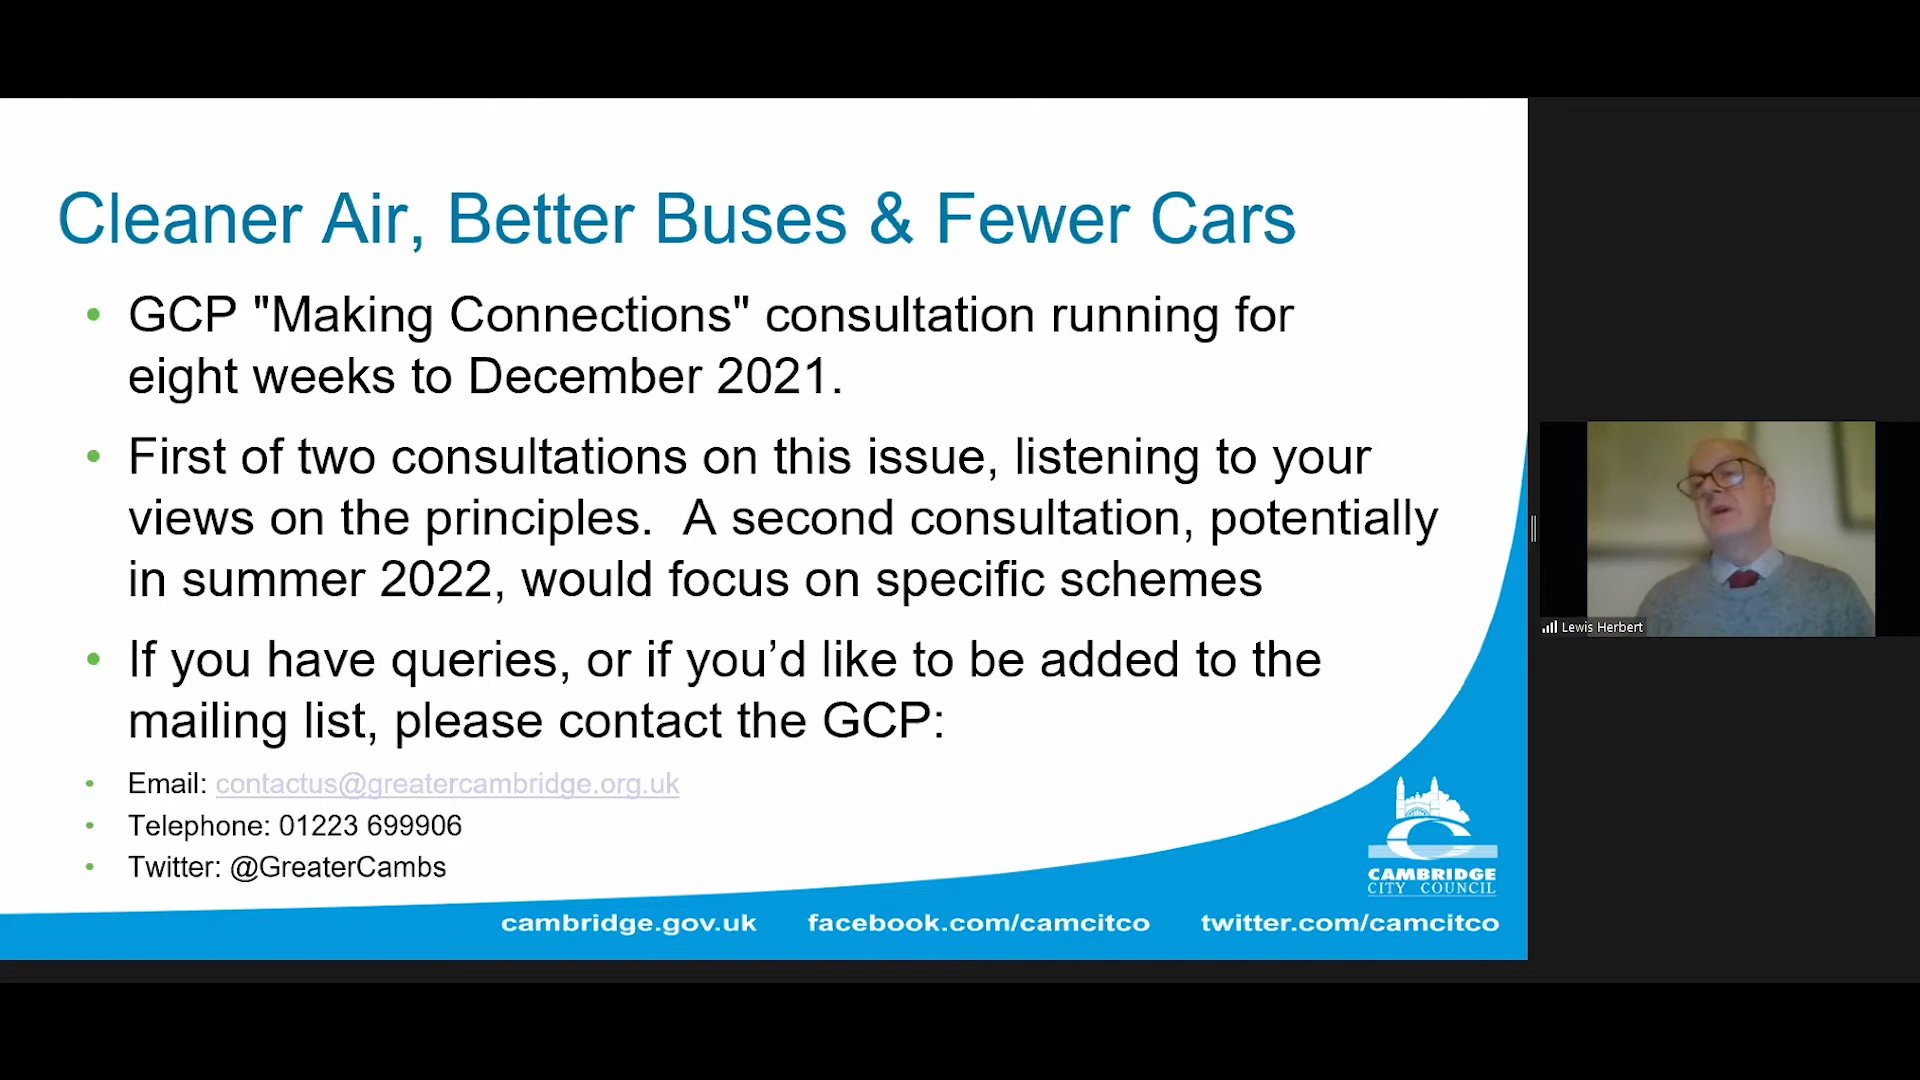 Cleaner Air, Better Buses & Fewer Cars
• GCP "Making Connections" consultation running for
eight weeks to December 2021.
• First of two consultations on this issue, listening to your
views on the principles.  A second consultation, potentially
in summer 2022, would focus on specific schemes
• If you have queries, or if you’d like to be added to the
mailing list, please contact the GCP:
• Email: contactus@greatercambridge.org.uk
• Telephone: 01223 699906
• Twitter: @GreaterCambs
CAMBRIDGE
CITY COUNCIL
cambridge.gov.uk facebook.com/camcitco twitter.com/camcitco
Lewis Herbert